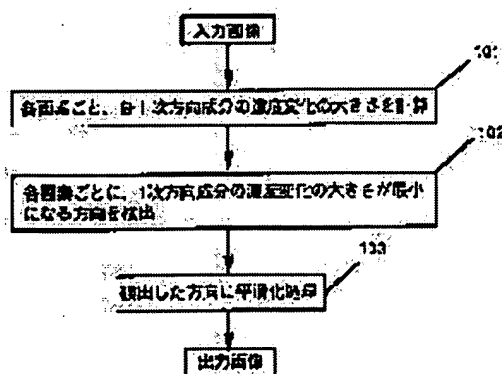 入力画像
101
各画素ごと、各1次方向成分の濃度変化の大きさを計算
102
各画素ごとに、1次方向成分の濃度変化の大きさが最小
になる方向を検出
103
検出した方向に平滑化処理
出力画像